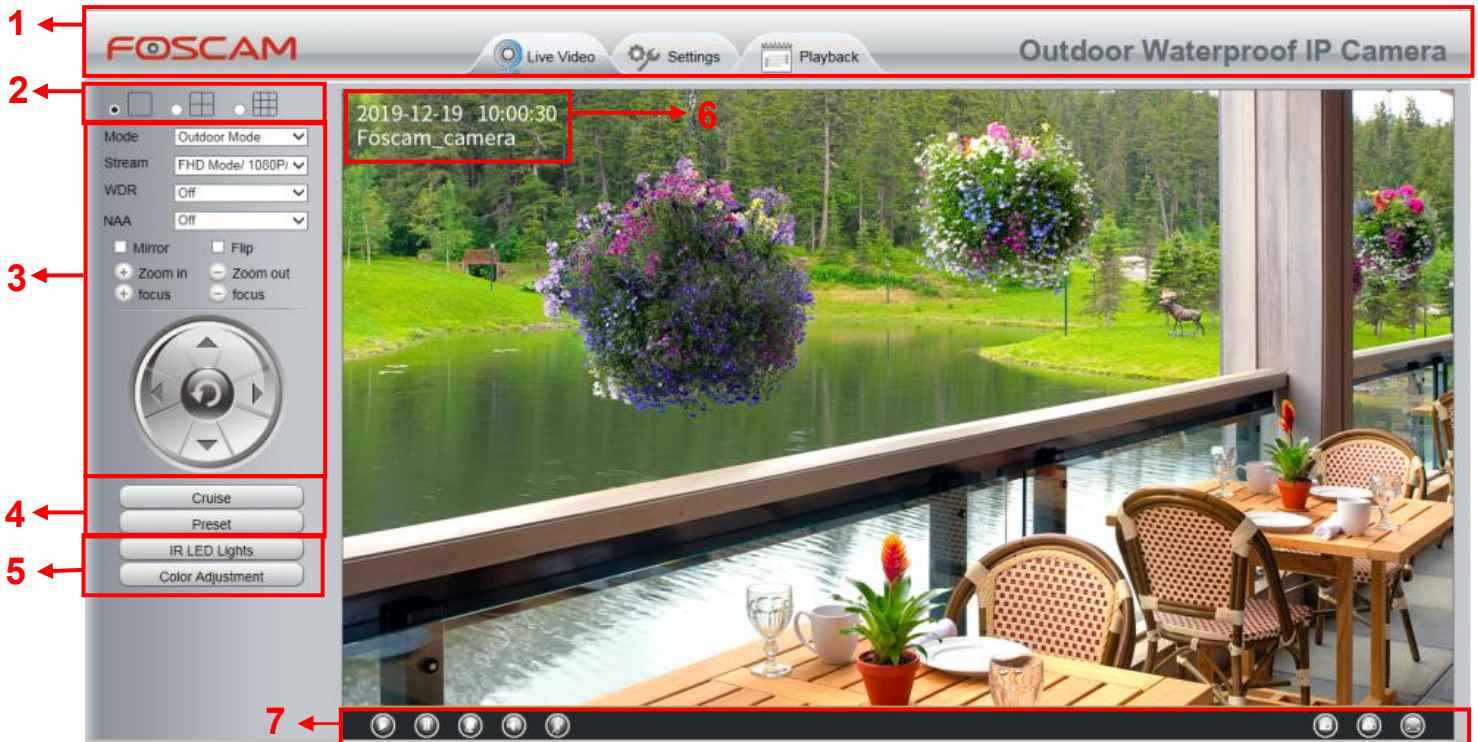 1
FOSCAM
Live Video
Settings
Playback
Outdoor Waterproof IP Camera
2
Mode Outdoor Mode
Stream FHD Mode/ 1080P/
WDR Off
NAA Off
Mirror Flip
3
Zoom in Zoom out
focus focus
4
Cruise
Preset
5
IR LED Lights
Color Adjustment
2019-12-19 10:00:30
Foscam_camera
6
7